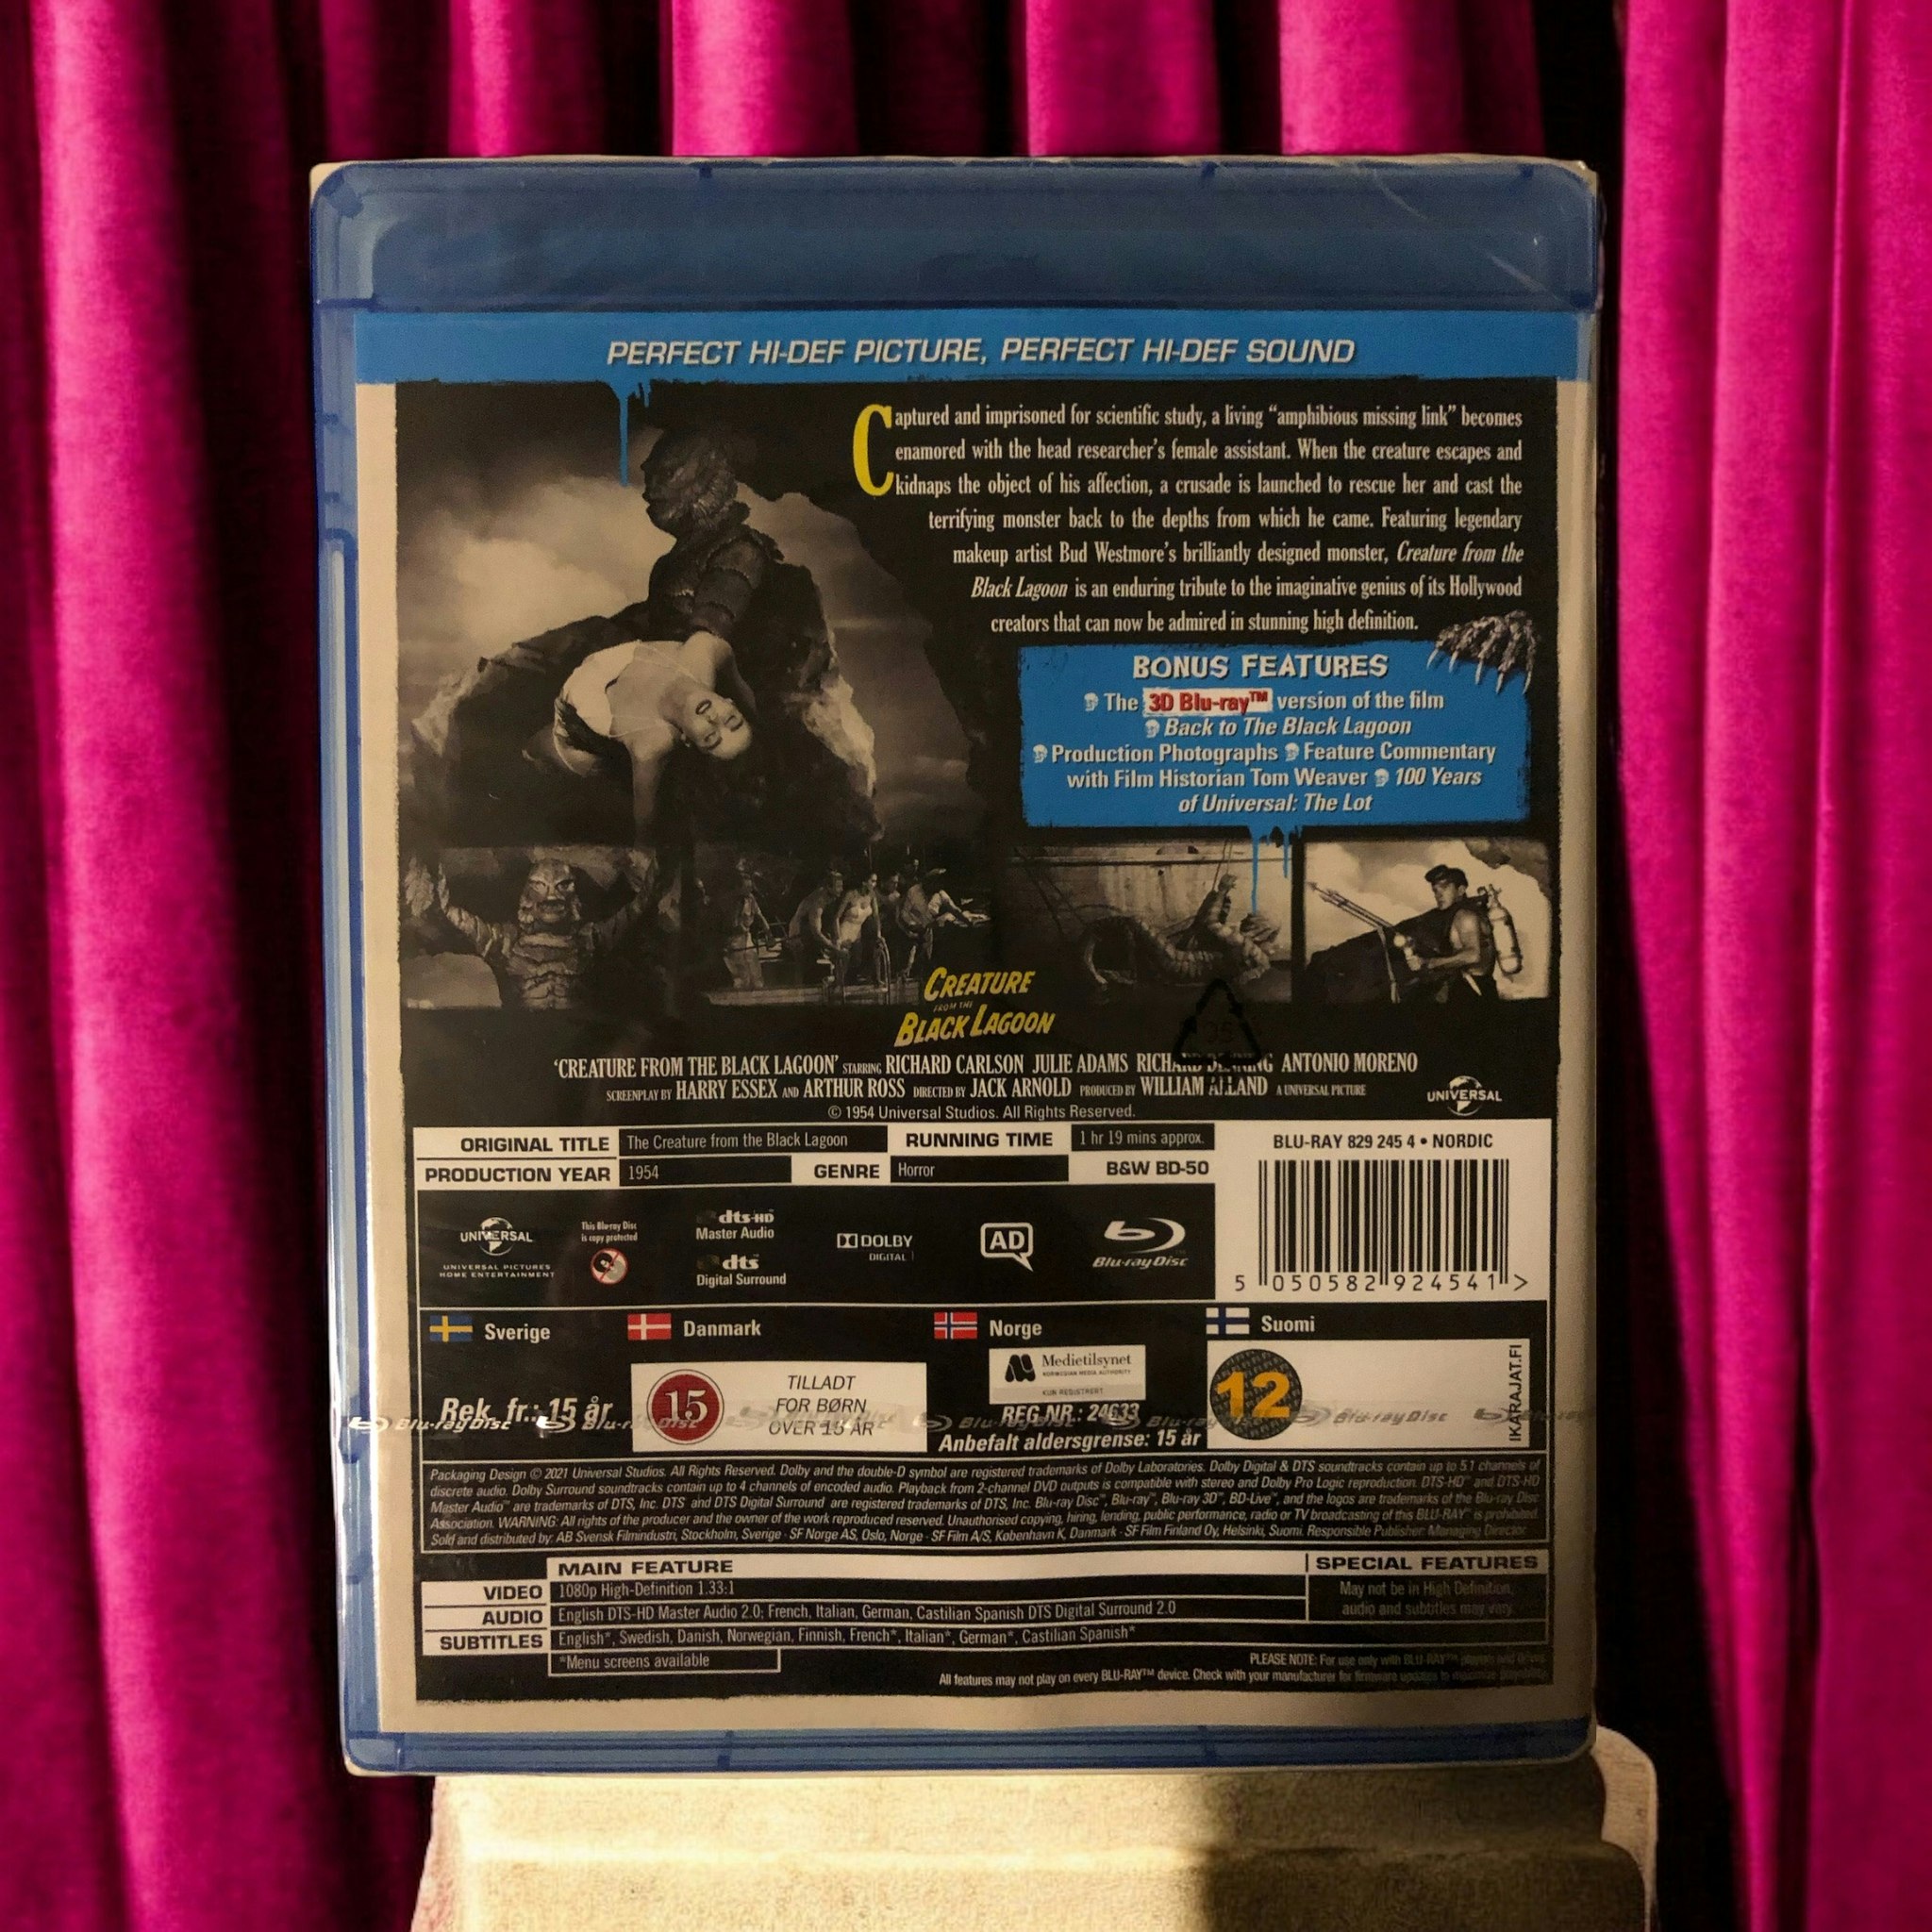 PERFECT HI-DEF PICTURE, PERFECT HI-DEF SOUND
Captured and imprisoned for scientific study, a living “amphibious missing link” becomes
enamored with the head researcher’s female assistant. When the creature escapes and
kidnaps the object of his affection, a crusade is launched to rescue her and cast the
terrifying monster back to the depths from which he came. Featuring legendary
makeup artist Bud Westmore’s brilliantly designed monster, Creature from the
Black Lagoon is an enduring tribute to the imaginative genius of its Hollywood
creators that can now be admired in stunning high definition.
BONUS FEATURES
The 3D Blu-ray™ version of the film
Back to The Black Lagoon
Production Photographs Feature Commentary
with Film Historian Tom Weaver 100 Years
of Universal: The Lot
CREATURE
FROM THE
BLACK LAGOON
‘CREATURE FROM THE BLACK LAGOON’ STARRING RICHARD CARLSON JULIE ADAMS RICHARD DENNING ANTONIO MORENO
SCREENPLAY BY HARRY ESSEX AND ARTHUR ROSS DIRECTED BY JACK ARNOLD PRODUCED BY WILLIAM ALLAND A UNIVERSAL PICTURE
UNIVERSAL
© 1954 Universal Studios. All Rights Reserved.
ORIGINAL TITLE The Creature from the Black Lagoon RUNNING TIME 1 hr 19 mins approx.
PRODUCTION YEAR 1954 GENRE Horror B&W BD-50
BLU-RAY 829 245 4 • NORDIC
5 050582 924541 >
UNIVERSAL
UNIVERSAL PICTURES
HOME ENTERTAINMENT
This Blu-ray Disc
is copy protected
dts-HD
Master Audio
dts
Digital Surround
DOLBY
DIGITAL
AD
Blu-ray Disc
Sverige Danmark Norge Suomi
Rek. fr.: 15 år
15
TILLADT
FOR BØRN
OVER 15 ÅR
Medietilsynet
NORWEGIAN MEDIA AUTHORITY
KUN REGISTRERT
REG.NR.: 24633
Anbefalt aldersgrense: 15 år
12
IKARAJAT.FI
Blu-ray Disc Blu-ray Disc Blu-ray Disc Blu-ray Blu-ray Disc
Packaging Design © 2021 Universal Studios. All Rights Reserved. Dolby and the double-D symbol are registered trademarks of Dolby Laboratories. Dolby Digital & DTS soundtracks contain up to 5.1 channels of
discrete audio. Dolby Surround soundtracks contain up to 4 channels of encoded audio. Playback from 2-channel DVD outputs is compatible with stereo and Dolby Pro Logic reproduction. DTS-HD™ and DTS-HD
Master Audio™ are trademarks of DTS, Inc. DTS and DTS Digital Surround are registered trademarks of DTS, Inc. Blu-ray Disc™, Blu-ray™, Blu-ray 3D™, BD-Live™, and the logos are trademarks of the Blu-ray Disc
Association. WARNING: All rights of the producer and the owner of the work reproduced reserved. Unauthorised copying, hiring, lending, public performance, radio or TV broadcasting of this BLU-RAY™ is prohibited.
Sold and distributed by: AB Svensk Filmindustri, Stockholm, Sverige · SF Norge AS, Oslo, Norge · SF Film A/S, København K, Danmark · SF Film Finland Oy, Helsinki, Suomi. Responsible Publisher: Managing Director
MAIN FEATURE SPECIAL FEATURES
VIDEO 1080p High-Definition 1.33:1
AUDIO English DTS-HD Master Audio 2.0; French, Italian, German, Castilian Spanish DTS Digital Surround 2.0
SUBTITLES English*, Swedish, Danish, Norwegian, Finnish, French*, Italian*, German*, Castilian Spanish*
*Menu screens available
May not be in High Definition,
audio and subtitles may vary.
PLEASE NOTE: For use only with BLU-RAY™ players and drives
All features may not play on every BLU-RAY™ device. Check with your manufacturer for firmware updates to maximize